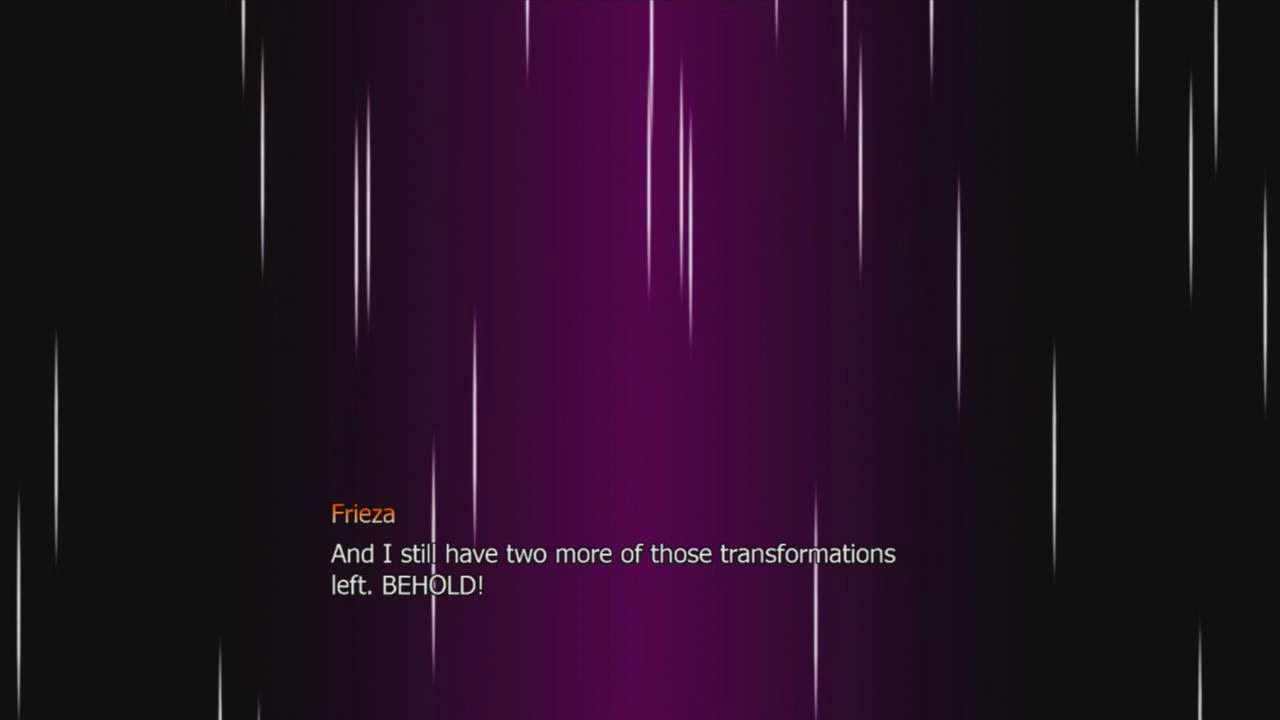 Frieza
And I still have two more of those transformations
left. BEHOLD!